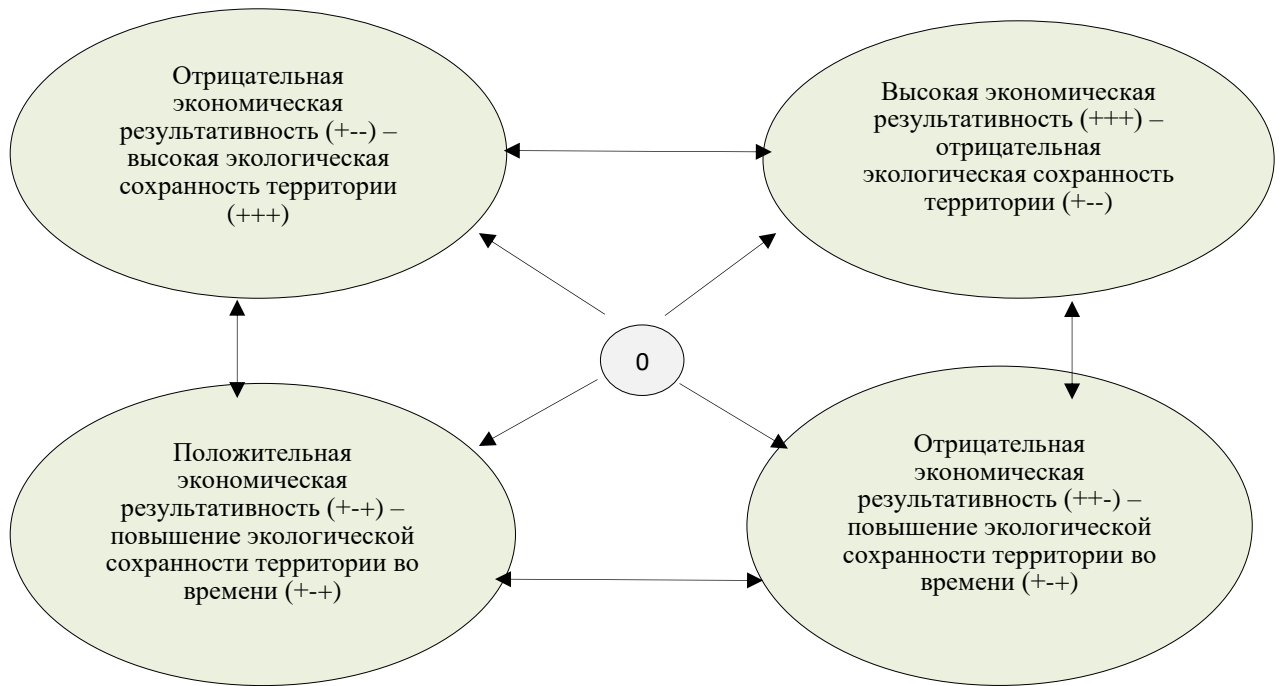 Отрицательная
экономическая
результативность (+--) –
высокая экологическая
сохранность территории
(+++)
Высокая экономическая
результативность (+++) –
отрицательная
экологическая сохранность
территории (+--)
0
Положительная
экономическая
результативность (+-+) –
повышение экологической
сохранности территории во
времени (+-+)
Отрицательная
экономическая
результативность (++-) –
повышение экологической
сохранности территории во
времени (+-+)